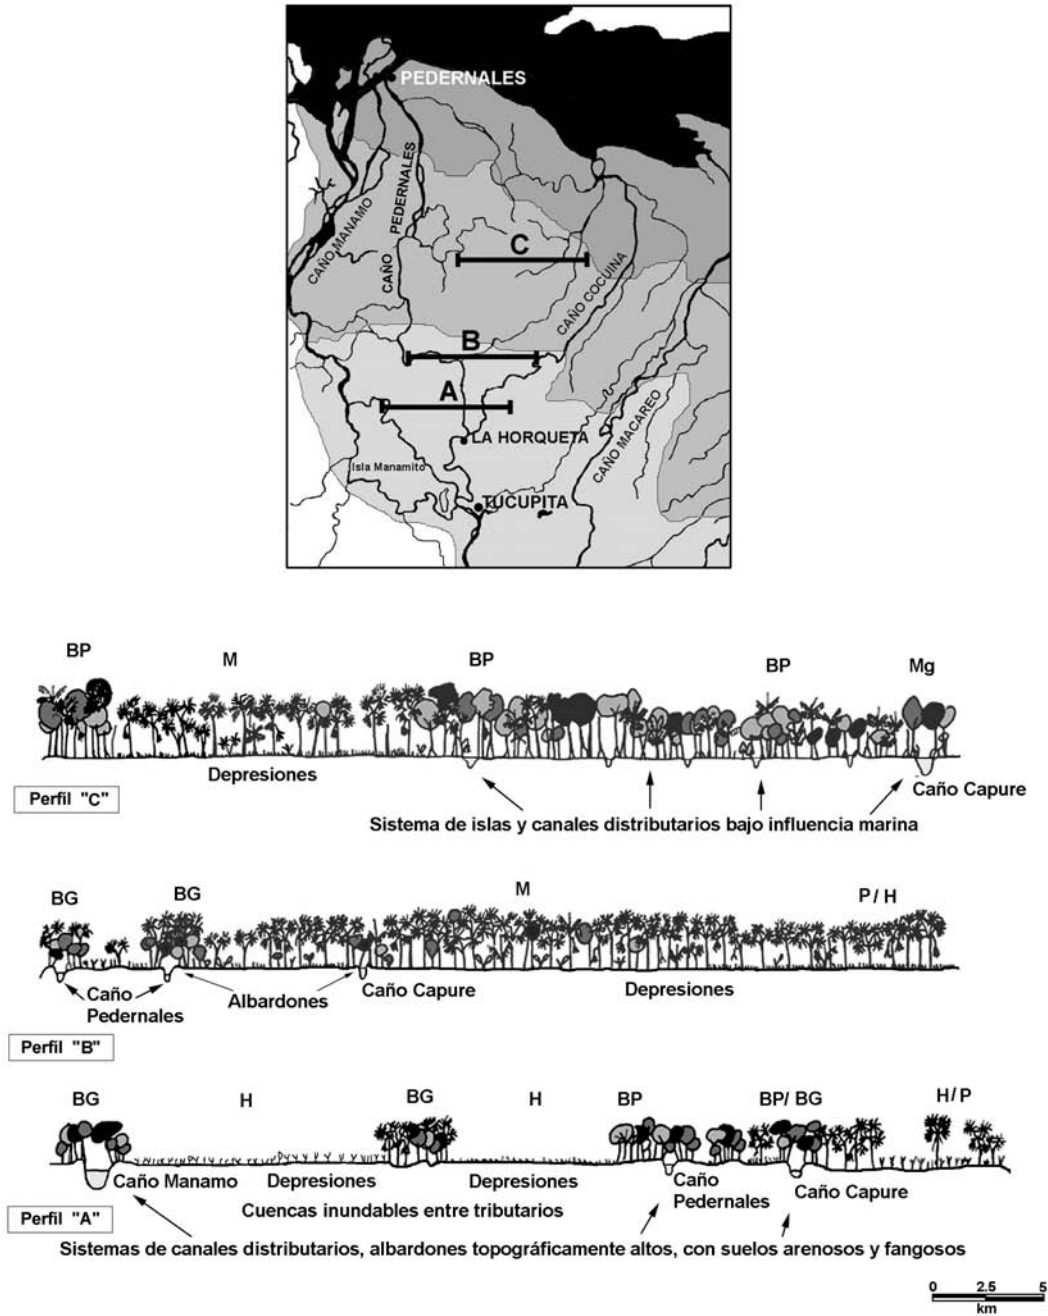 PEDERNALES
CAÑO MANAMO
CAÑO PEDERNALES
C
CAÑO COCUINA
B
A
LA HORQUETA
CAÑO MACAREO
Isla Manamito
TUCUPITA
BP M BP BP Mg
Depresiones
Caño Capure
Perfil "C"
Sistema de islas y canales distributarios bajo influencia marina
BG BG M P / H
Caño
Pedernales
Albardones
Caño Capure
Depresiones
Perfil "B"
BG H BG H BP BP/ BG H/ P
Caño Manamo Depresiones Depresiones
Caño
Pedernales
Caño Capure
Cuencas inundables entre tributarios
Perfil "A"
Sistemas de canales distributarios, albardones topográficamente altos, con suelos arenosos y fangosos
0 2.5 5
km